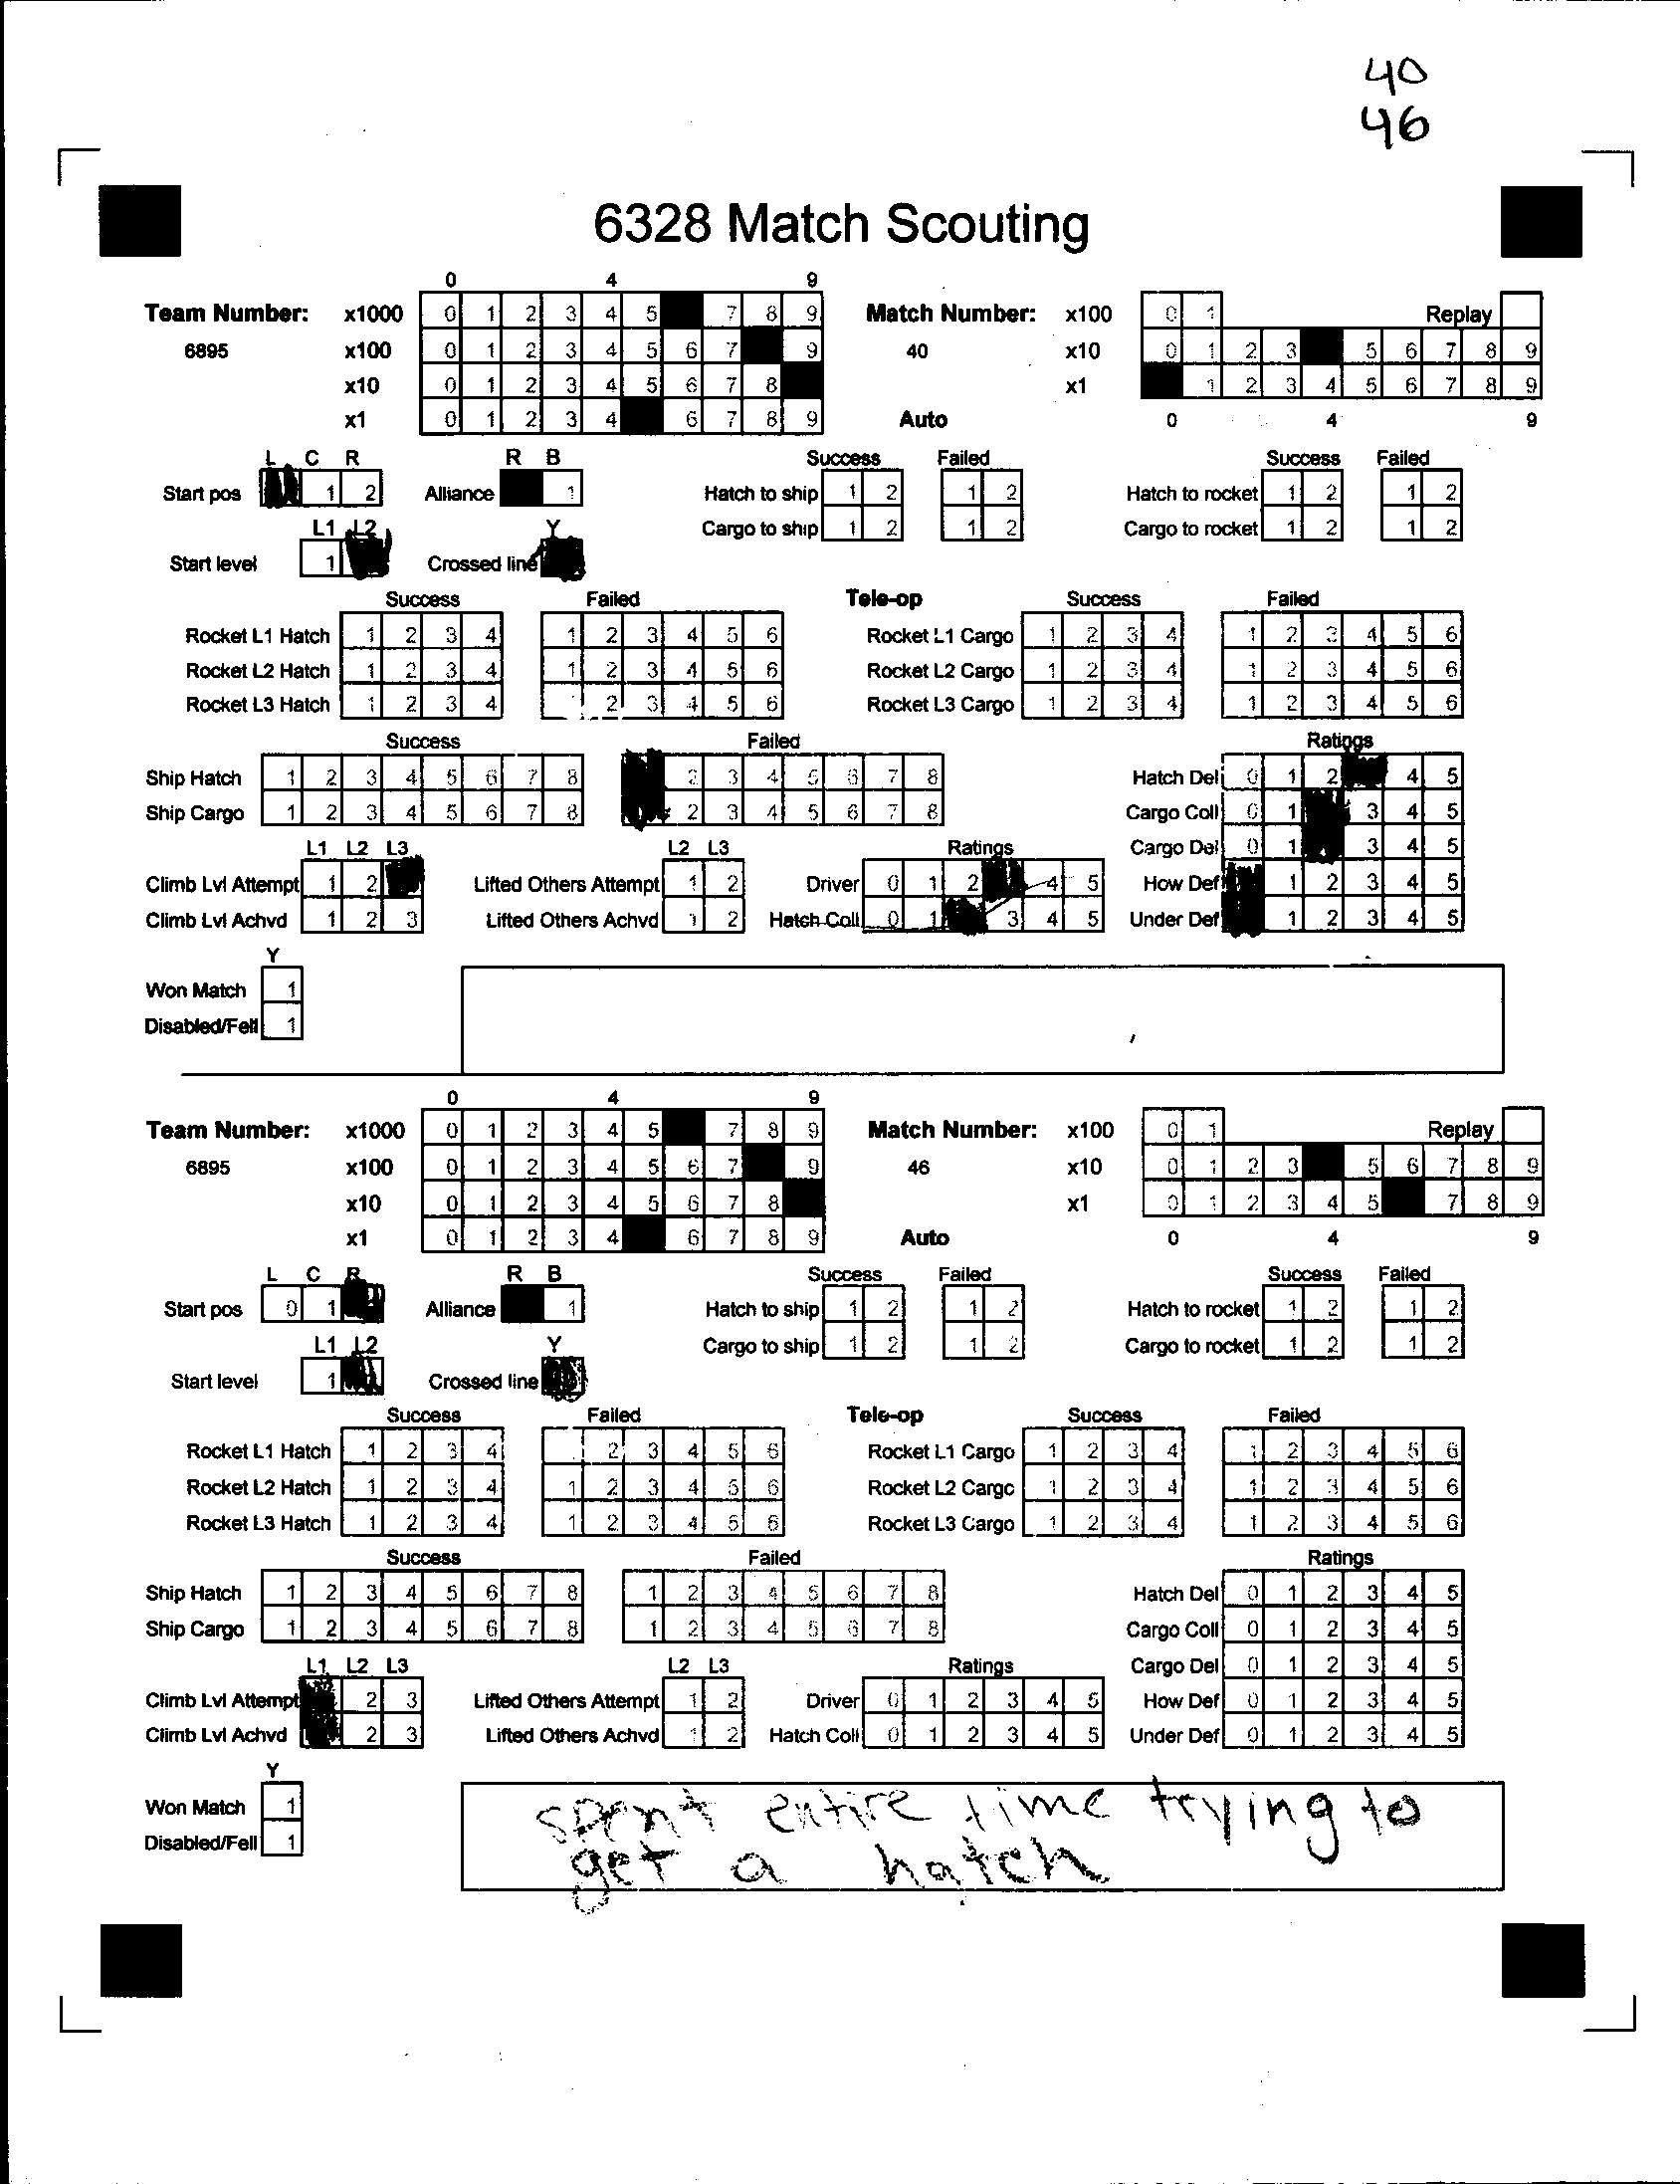 40
46
6328 Match Scouting
0 4 9
Team Number: x1000 0 1 2 3 4 5 7 8 9 Match Number: x100 0 1 Replay
6895 x100 0 1 2 3 4 5 6 7 9 40 x10 0 1 2 3 5 6 7 8 9
x10 0 1 2 3 4 5 6 7 8 x1 1 2 3 4 5 6 7 8 9
x1 0 1 2 3 4 6 7 8 9 Auto 0 4 9
L C R R B Success Failed Success Failed
Start pos 1 2 Alliance 1 Hatch to ship 1 2 1 2 Hatch to rocket 1 2 1 2
L1 L2 Y Cargo to ship 1 2 1 2 Cargo to rocket 1 2 1 2
Start level 1 Crossed line
Success Failed Tele-op Success Failed
Rocket L1 Hatch 1 2 3 4 1 2 3 4 5 6 Rocket L1 Cargo 1 2 3 4 1 2 3 4 5 6
Rocket L2 Hatch 1 2 3 4 1 2 3 4 5 6 Rocket L2 Cargo 1 2 3 4 1 2 3 4 5 6
Rocket L3 Hatch 1 2 3 4 2 3 4 5 6 Rocket L3 Cargo 1 2 3 4 1 2 3 4 5 6
Success Failed Ratings
Ship Hatch 1 2 3 4 5 6 7 8 2 3 4 5 6 7 8 Hatch Del 0 1 2 4 5
Ship Cargo 1 2 3 4 5 6 7 8 2 3 4 5 6 7 8 Cargo Coll 0 1 3 4 5
L1 L2 L3 L2 L3 Ratings Cargo Del 0 1 3 4 5
Climb Lvl Attempt 1 2 Lifted Others Attempt 1 2 Driver 0 1 2 4 5 How Def 1 2 3 4 5
Climb Lvl Achvd 1 2 3 Lifted Others Achvd 1 2 Hatch Coll 0 1 3 4 5 Under Def 1 2 3 4 5
Y
Won Match 1
Disabled/Fell 1
0 4 9
Team Number: x1000 0 1 2 3 4 5 7 8 9 Match Number: x100 0 1 Replay
6895 x100 0 1 2 3 4 5 6 7 9 46 x10 0 1 2 3 5 6 7 8 9
x10 0 1 2 3 4 5 6 7 8 x1 0 1 2 3 4 5 7 8 9
x1 0 1 2 3 4 6 7 8 9 Auto 0 4 9
L C R R B Success Failed Success Failed
Start pos 0 1 Alliance 1 Hatch to ship 1 2 1 2 Hatch to rocket 1 2 1 2
L1 L2 Y Cargo to ship 1 2 1 2 Cargo to rocket 1 2 1 2
Start level 1 Crossed line
Success Failed Tele-op Success Failed
Rocket L1 Hatch 1 2 3 4 2 3 4 5 6 Rocket L1 Cargo 1 2 3 4 1 2 3 4 5 6
Rocket L2 Hatch 1 2 3 4 1 2 3 4 5 6 Rocket L2 Cargo 1 2 3 4 1 2 3 4 5 6
Rocket L3 Hatch 1 2 3 4 1 2 3 4 5 6 Rocket L3 Cargo 1 2 3 4 1 2 3 4 5 6
Success Failed Ratings
Ship Hatch 1 2 3 4 5 6 7 8 1 2 3 4 5 6 7 8 Hatch Del 0 1 2 3 4 5
Ship Cargo 1 2 3 4 5 6 7 8 1 2 3 4 5 6 7 8 Cargo Coll 0 1 2 3 4 5
L1 L2 L3 L2 L3 Ratings Cargo Del 0 1 2 3 4 5
Climb Lvl Attempt 2 3 Lifted Others Attempt 1 2 Driver 0 1 2 3 4 5 How Def 0 1 2 3 4 5
Climb Lvl Achvd 2 3 Lifted Others Achvd 1 2 Hatch Coll 0 1 2 3 4 5 Under Def 0 1 2 3 4 5
Y
Won Match 1
Disabled/Fell 1
spent entire time trying to
get a hatch